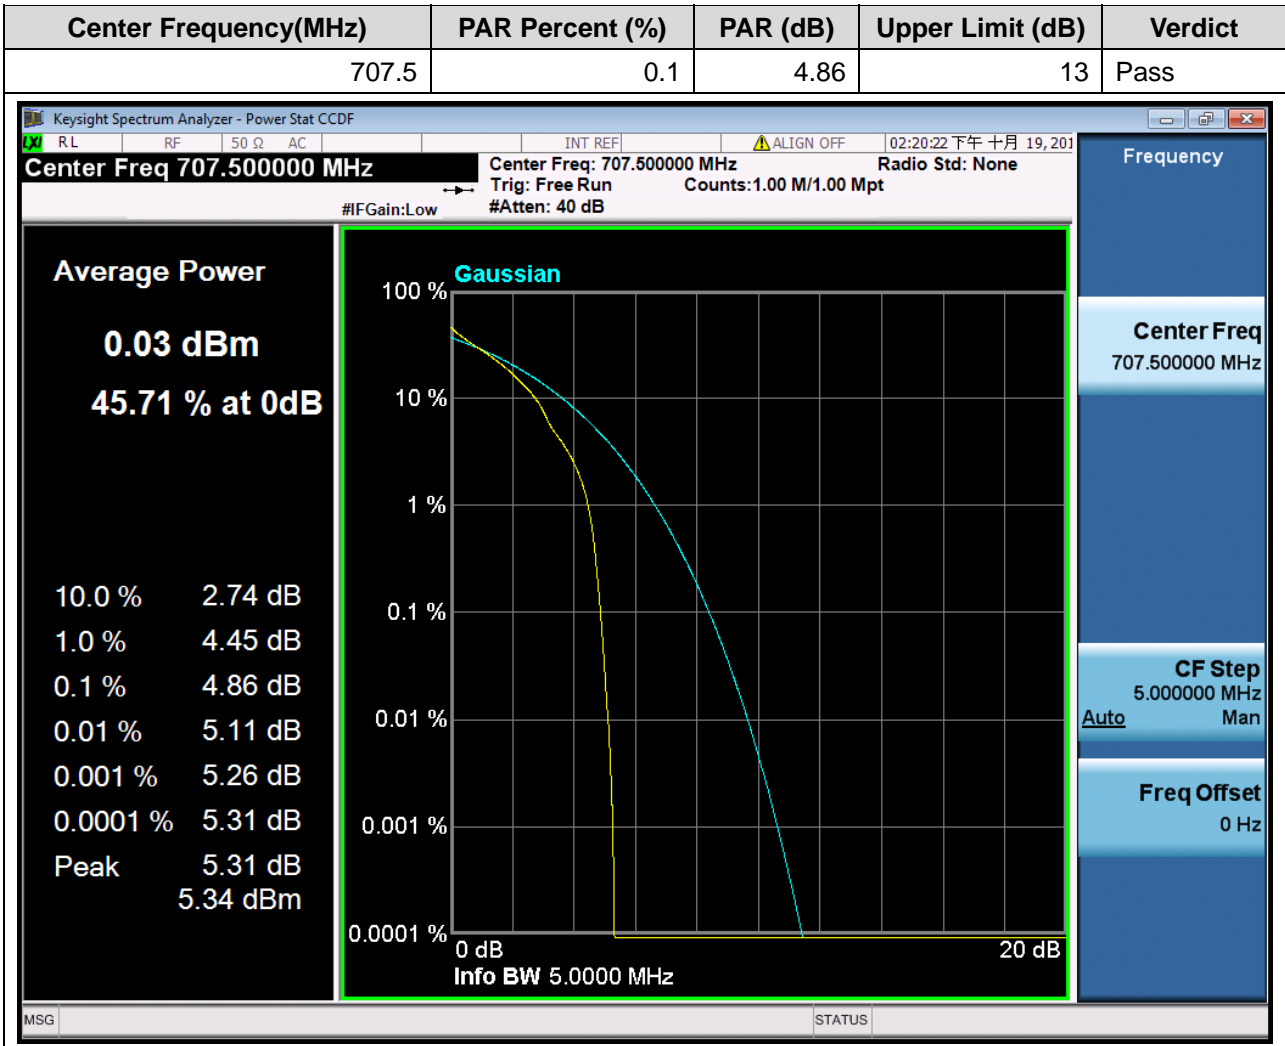 Center Frequency(MHz) PAR Percent (%) PAR (dB) Upper Limit (dB) Verdict
707.5 0.1 4.86 13 Pass
Keysight Spectrum Analyzer - Power Stat CCDF
LXI RL RF 50 Ω AC INT REF ALIGN OFF 02:20:22 下午 十月 19, 201
Center Freq 707.500000 MHz
#IFGain:Low
Center Freq: 707.500000 MHz Radio Std: None
Trig: Free Run Counts:1.00 M/1.00 Mpt
#Atten: 40 dB
Average Power
0.03 dBm
45.71 % at 0dB
10.0 % 2.74 dB
1.0 % 4.45 dB
0.1 % 4.86 dB
0.01 % 5.11 dB
0.001 % 5.26 dB
0.0001 % 5.31 dB
Peak 5.31 dB
5.34 dBm
Gaussian
100 %
10 %
1 %
0.1 %
0.01 %
0.001 %
0.0001 %
0 dB 20 dB
Info BW 5.0000 MHz
Frequency
Center Freq
707.500000 MHz
CF Step
5.000000 MHz
Auto Man
Freq Offset
0 Hz
MSG STATUS